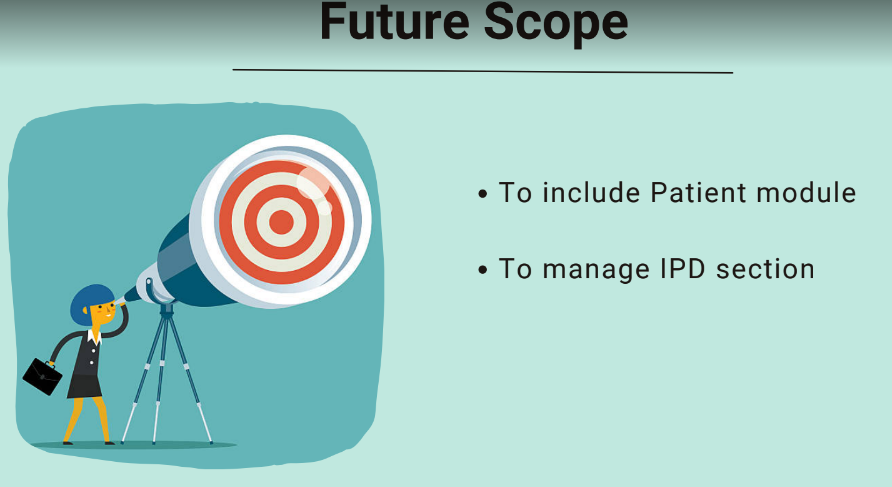 Future Scope
• To include Patient module
• To manage IPD section